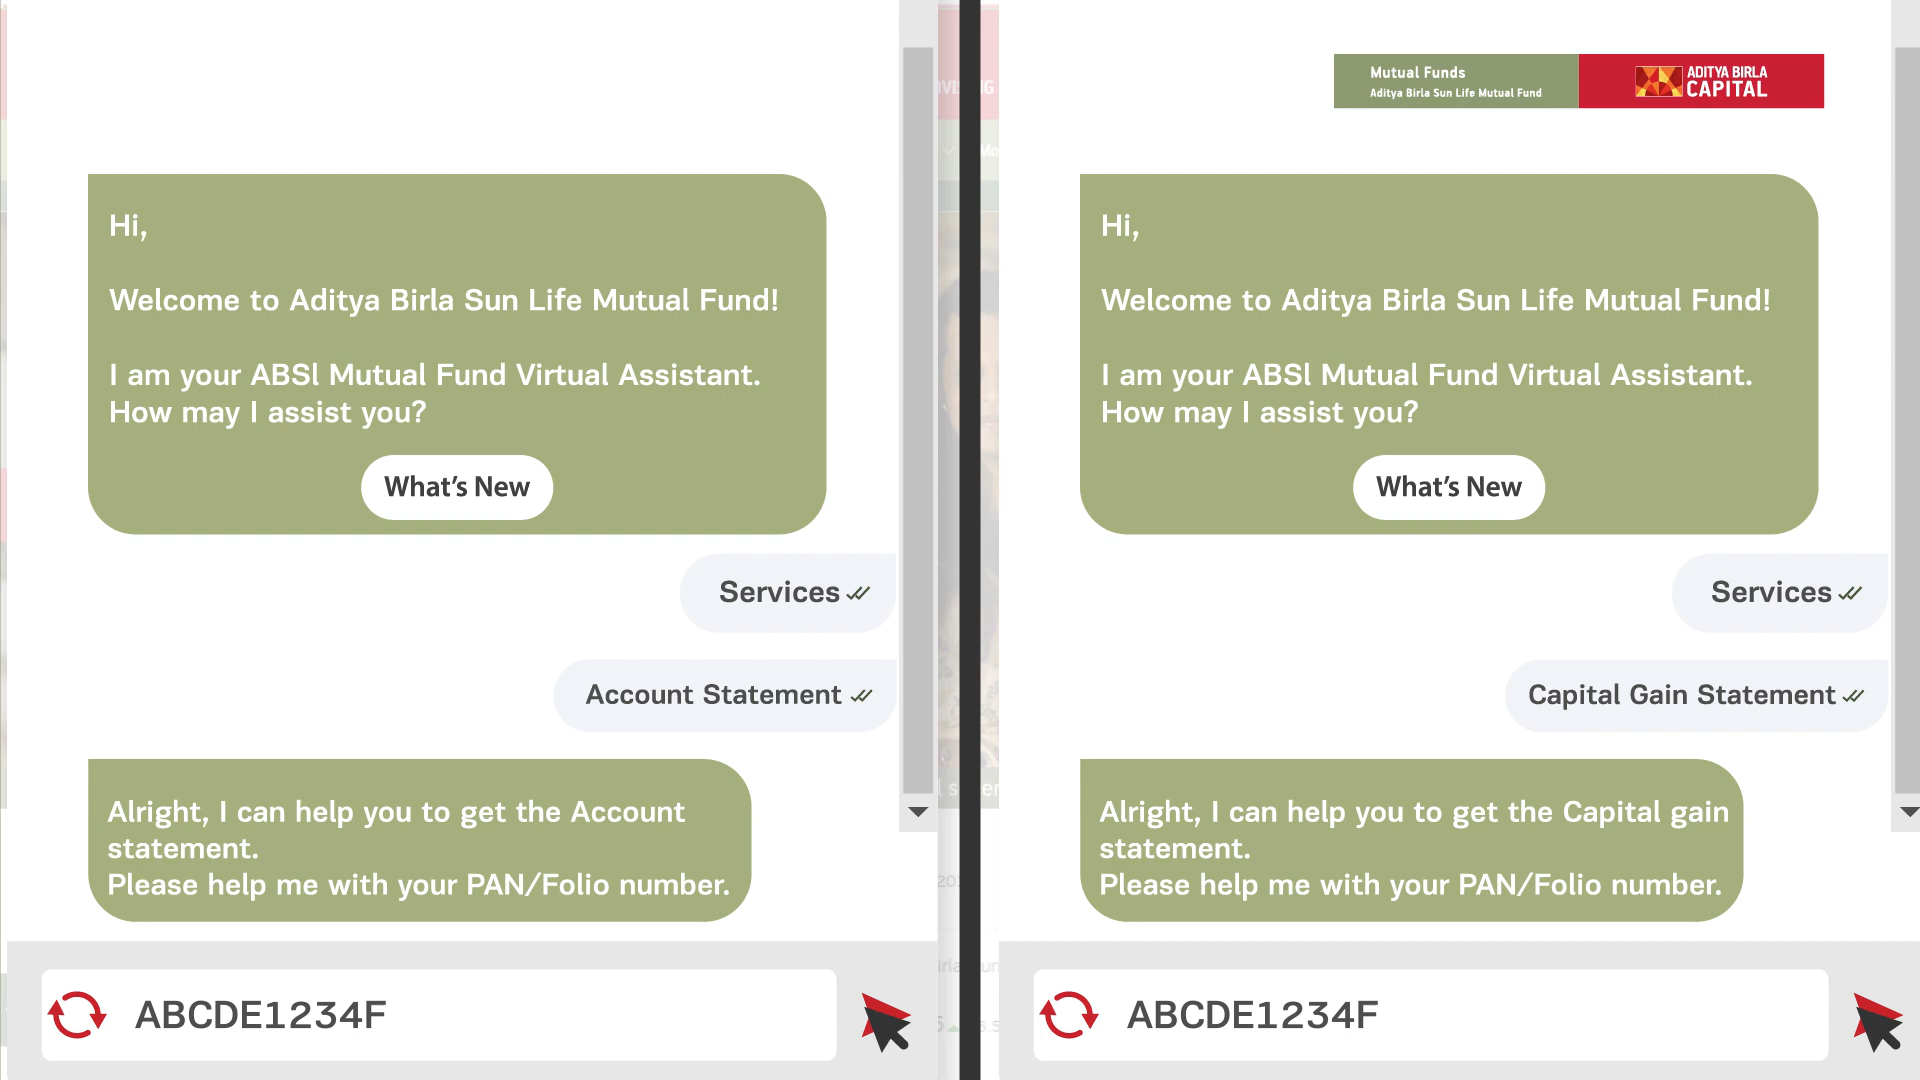 Hi,
Welcome to Aditya Birla Sun Life Mutual Fund!
I am your ABSl Mutual Fund Virtual Assistant.
How may I assist you?
What's New
Services
Account Statement
Alright, I can help you to get the Account
statement.
Please help me with your PAN/Folio number.
ABCDE1234F
Mutual Funds
Aditya Birla Sun Life Mutual Fund
ADITYA BIRLA
CAPITAL
Hi,
Welcome to Aditya Birla Sun Life Mutual Fund!
I am your ABSl Mutual Fund Virtual Assistant.
How may I assist you?
What's New
Services
Capital Gain Statement
Alright, I can help you to get the Capital gain
statement.
Please help me with your PAN/Folio number.
ABCDE1234F